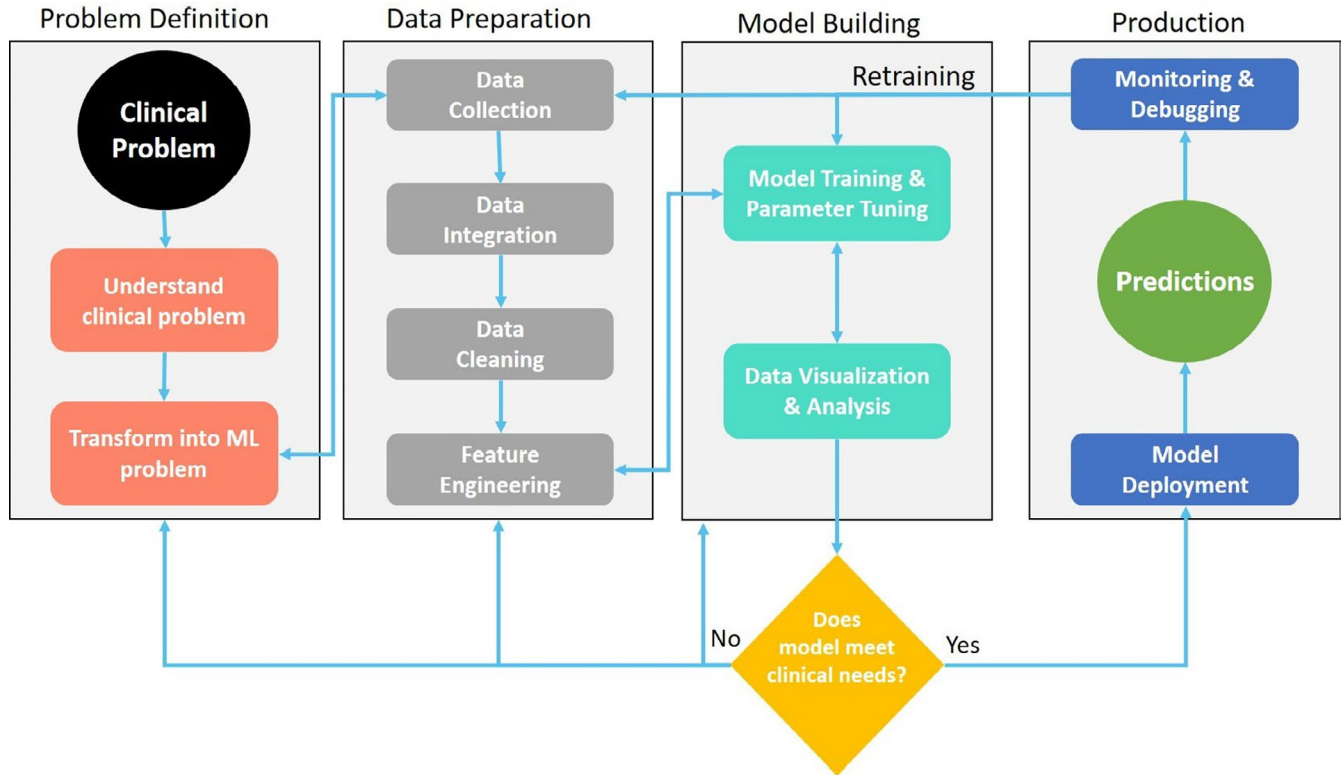 Problem Definition
Clinical
Problem
Understand
clinical problem
Transform into ML
problem
Data Preparation
Data
Collection
Data
Integration
Data
Cleaning
Feature
Engineering
Model Building
Retraining
Model Training &
Parameter Tuning
Data Visualization
& Analysis
Does
model meet
clinical needs?
No
Yes
Production
Monitoring &
Debugging
Predictions
Model
Deployment